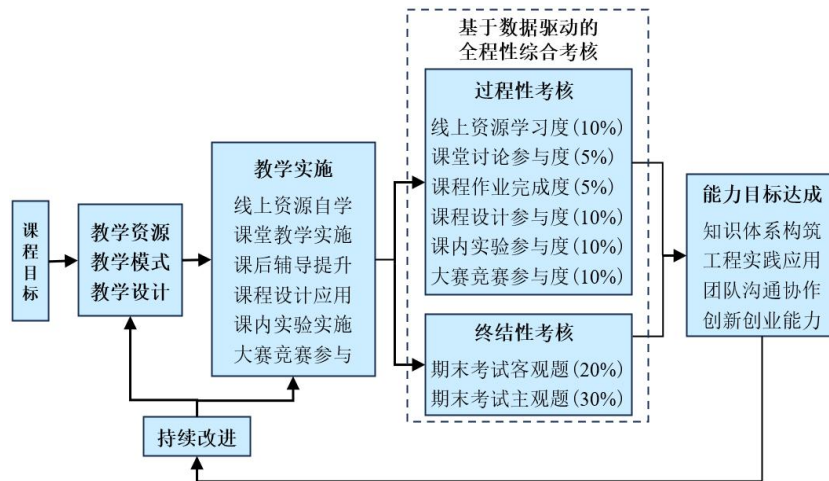 课程目标
教学资源
教学模式
教学设计
教学实施
线上资源自学
课堂教学实施
课后辅导提升
课程设计应用
课内实验实施
大赛竞赛参与
基于数据驱动的
全程性综合考核
过程性考核
线上资源学习度(10%)
课堂讨论参与度(5%)
课程作业完成度(5%)
课程设计参与度(10%)
课内实验参与度(10%)
大赛竞赛参与度(10%)
终结性考核
期末考试客观题(20%)
期末考试主观题(30%)
能力目标达成
知识体系构筑
工程实践应用
团队沟通协作
创新创业能力
持续改进